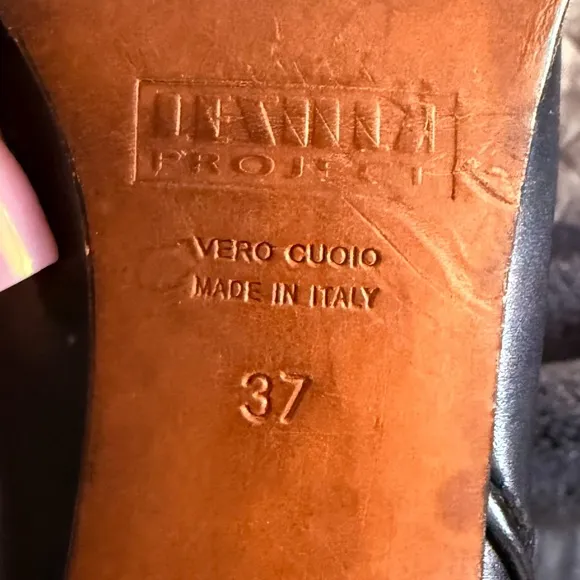 PROJECT
VERO CUOIO
MADE IN ITALY
37